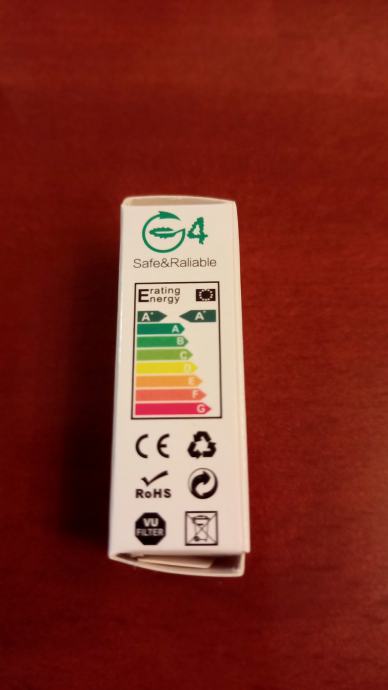 G4
Safe&Raliable
Erating
Energy
A+ A+
A
B
C
D
E
F
G
CE
RoHS
VU
FILTER